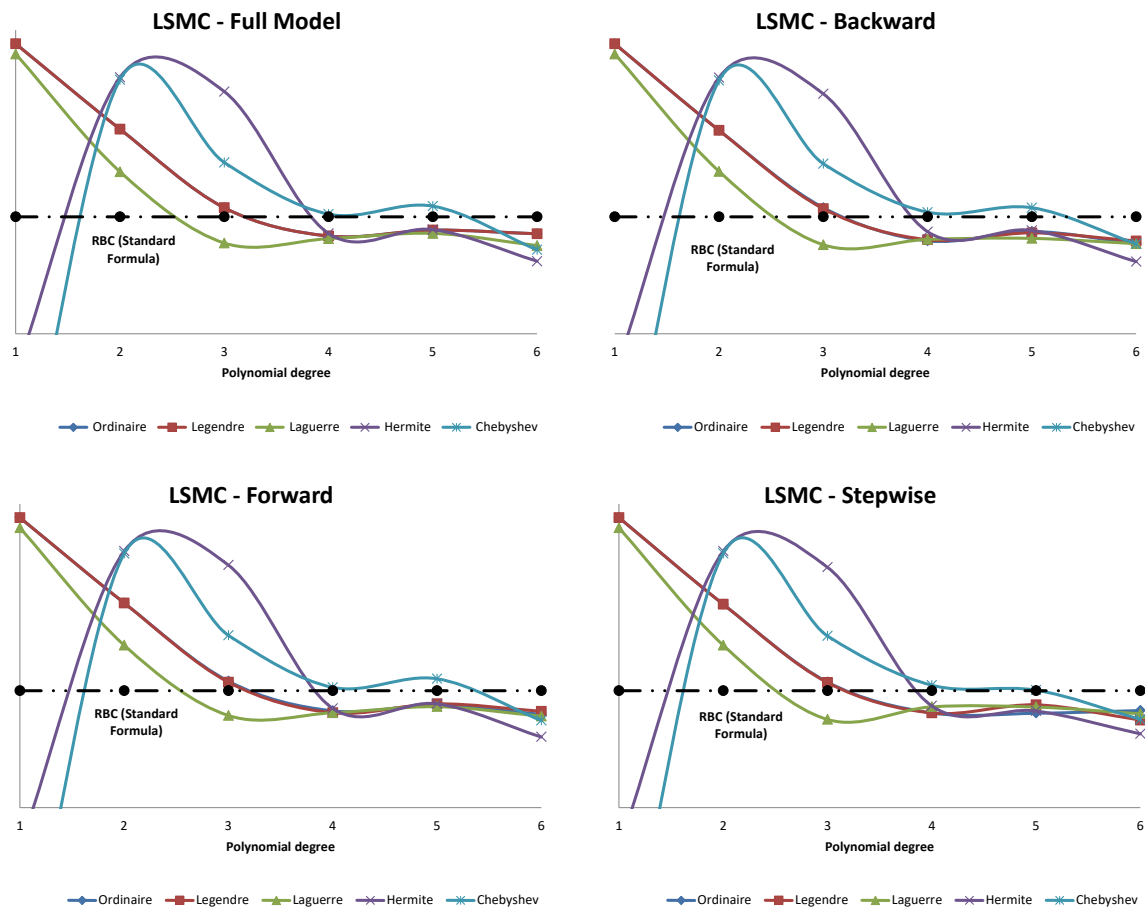 LSMC - Full Model
RBC (Standard
Formula)
1 2 3 4 5 6
Polynomial degree
Ordinaire Legendre Laguerre Hermite Chebyshev
LSMC - Backward
RBC (Standard
Formula)
1 2 3 4 5 6
Polynomial degree
Ordinaire Legendre Laguerre Hermite Chebyshev
LSMC - Forward
RBC (Standard
Formula)
1 2 3 4 5 6
Polynomial degree
Ordinaire Legendre Laguerre Hermite Chebyshev
LSMC - Stepwise
RBC (Standard
Formula)
1 2 3 4 5 6
Polynomial degree
Ordinaire Legendre Laguerre Hermite Chebyshev